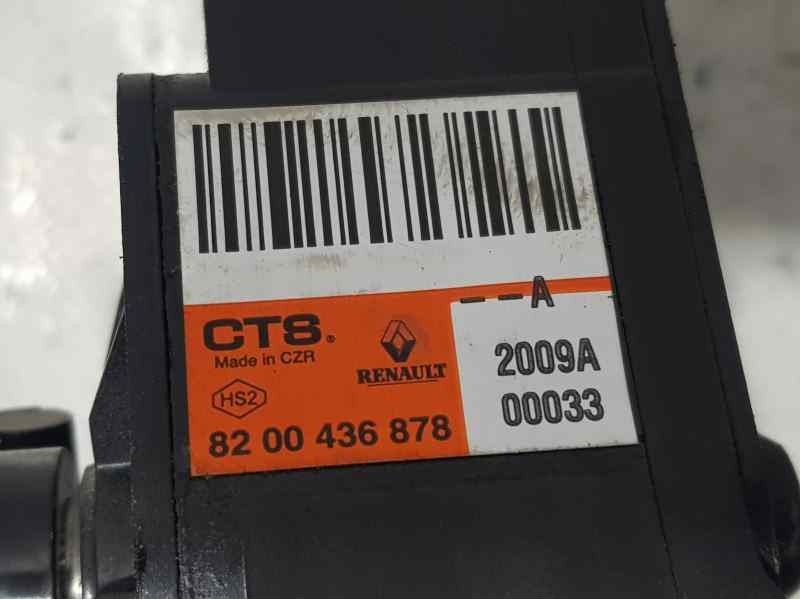 - - A
CTS®
Made in CZR
RENAULT
2009A
HS2
00033
82 00 436 878